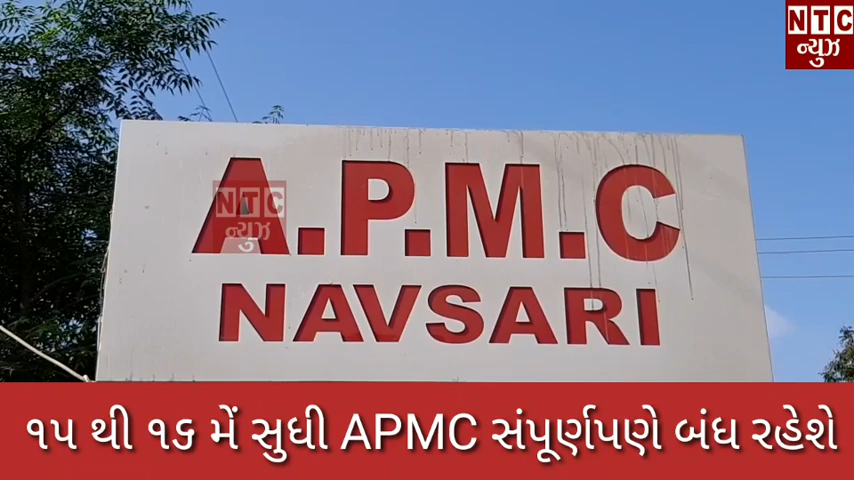 NTC
ન્યુઝ
A.P.M.C
NTC
ન્યુઝ
NAVSARI
૧૫ થી ૧૬ મેં સુધી APMC સંપૂર્ણપણે બંધ રહેશે